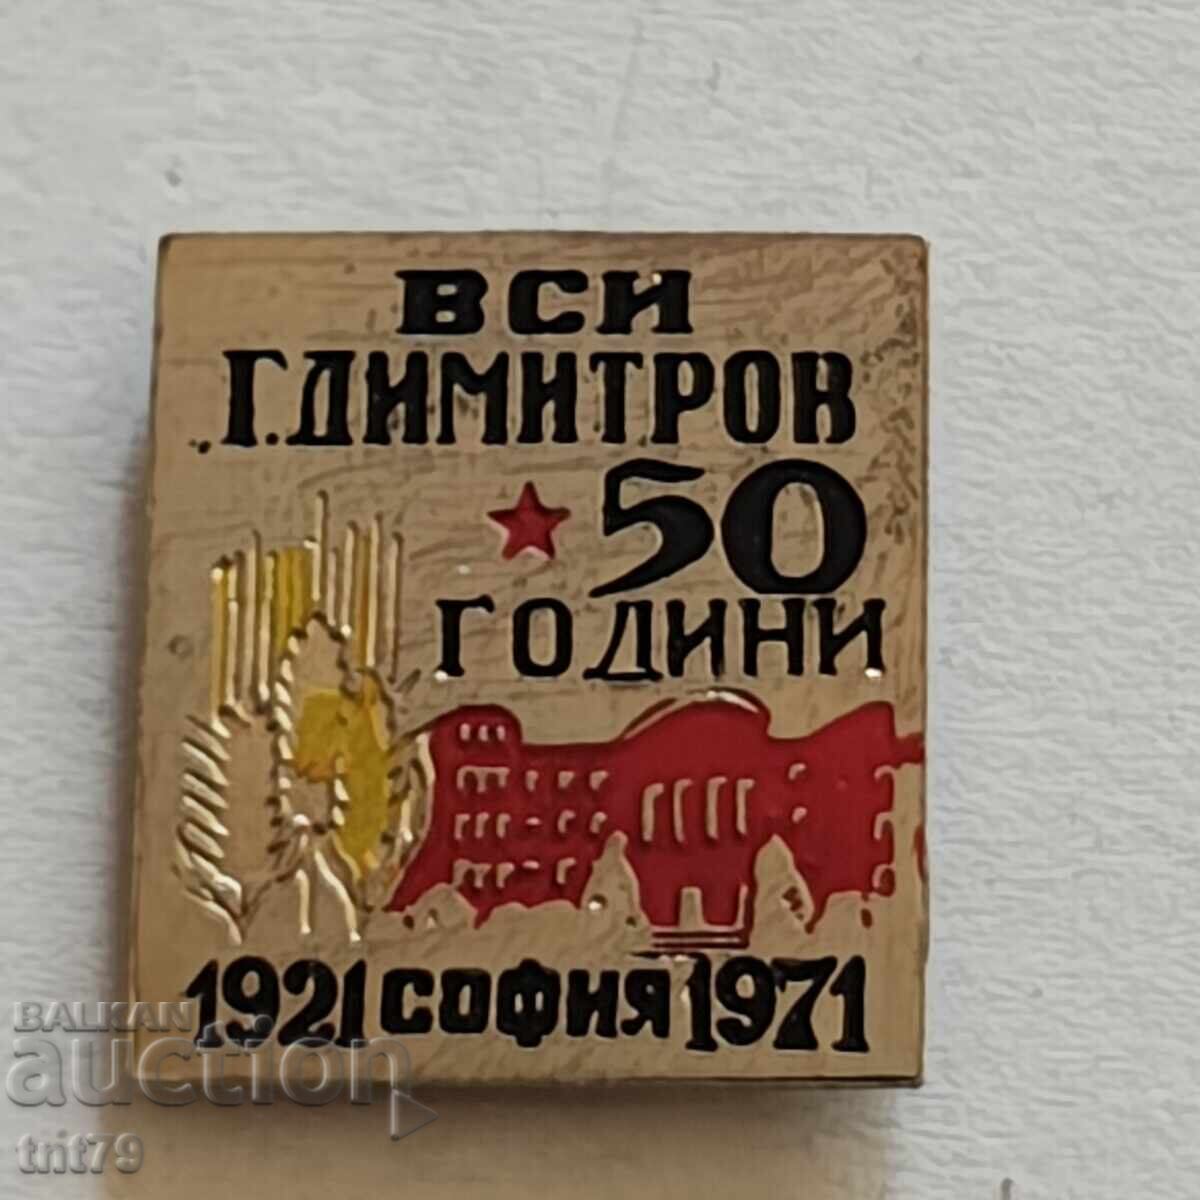 ВСИ
Г.ДИМИТРОВ
50
ГОДИНИ
1921 СОФИЯ 1971
BALKAN
auction
tnt79